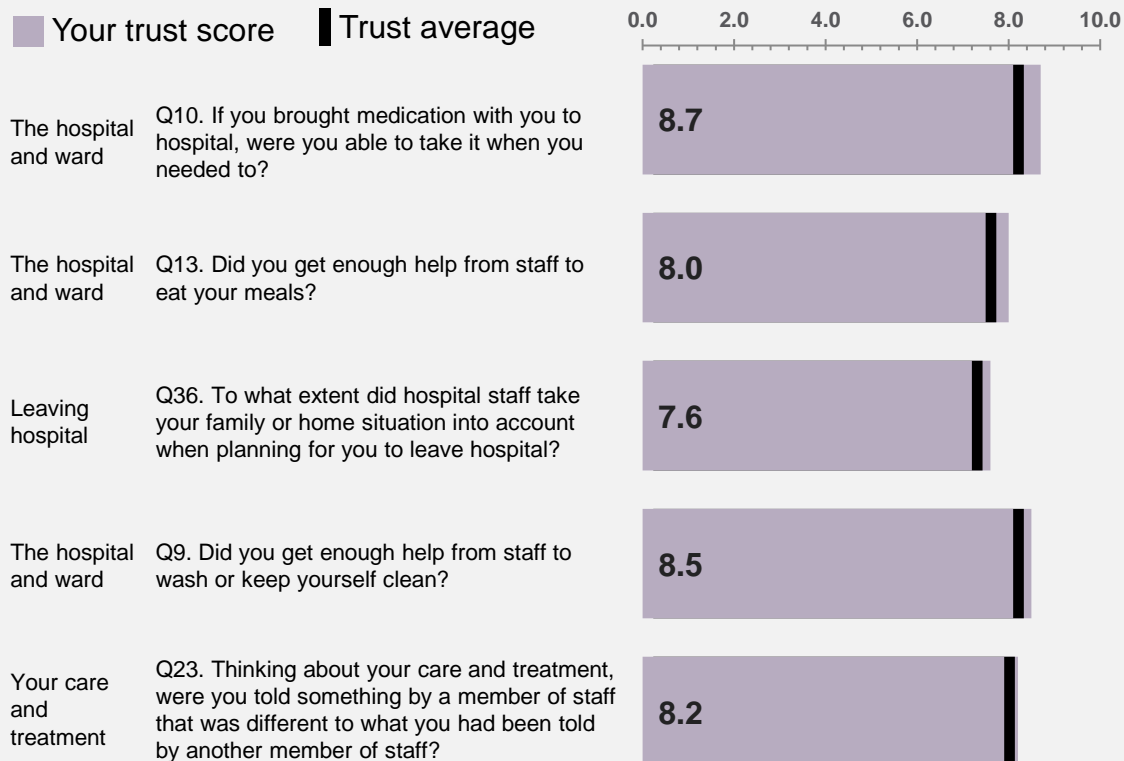 Your trust score
Trust average
0.0 2.0 4.0 6.0 8.0 10.0
The hospital
and ward
Q10. If you brought medication with you to
hospital, were you able to take it when you
needed to?
8.7
The hospital
and ward
Q13. Did you get enough help from staff to
eat your meals?
8.0
Leaving
hospital
Q36. To what extent did hospital staff take
your family or home situation into account
when planning for you to leave hospital?
7.6
The hospital
and ward
Q9. Did you get enough help from staff to
wash or keep yourself clean?
8.5
Your care
and
treatment
Q23. Thinking about your care and treatment,
were you told something by a member of staff
that was different to what you had been told
by another member of staff?
8.2